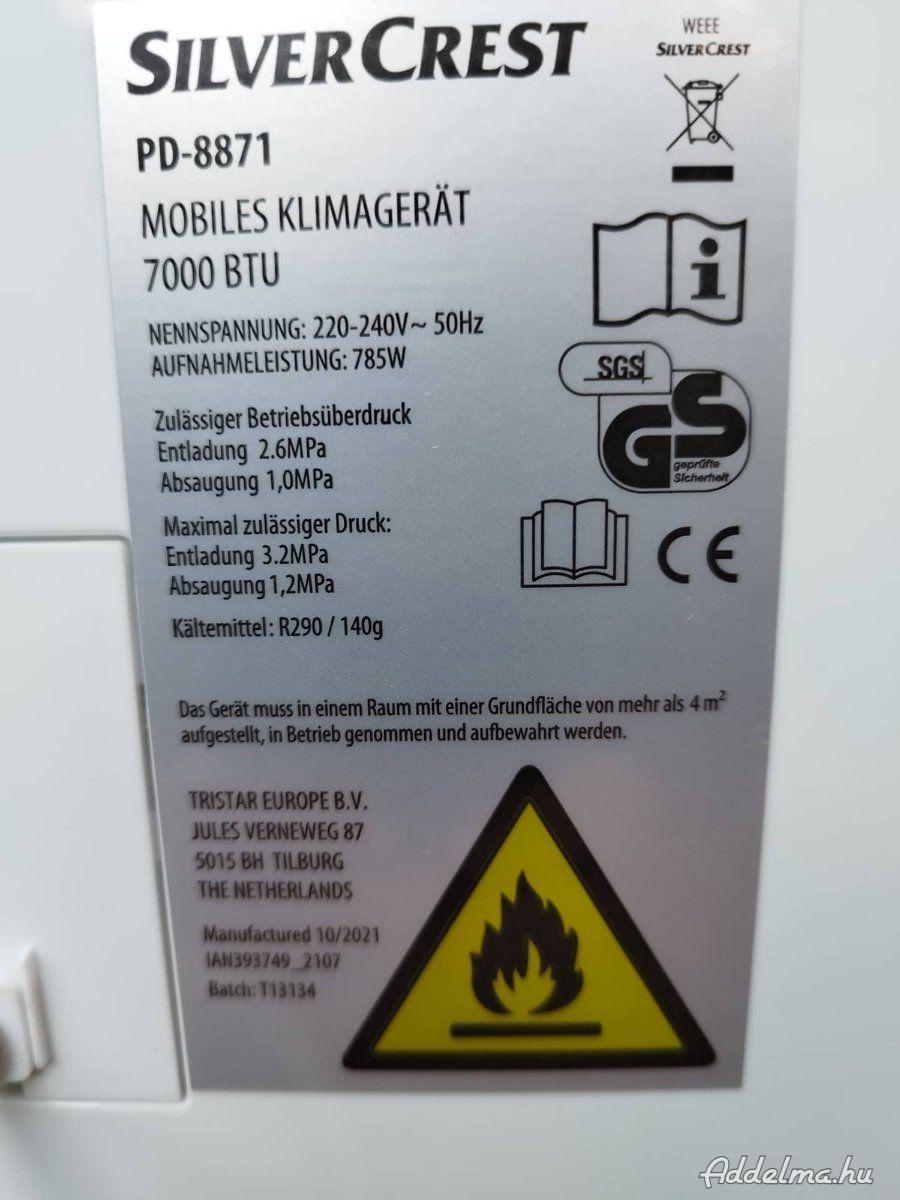 SILVERCREST
WEEE
SILVERCREST
PD-8871
MOBILES KLIMAGERÄT
7000 BTU
NENNSPANNUNG: 220-240V~ 50Hz
AUFNAHMELEISTUNG: 785W
SGS
GS
geprüfte
Sicherheit
Zulässiger Betriebsüberdruck
Entladung 2.6MPa
Absaugung 1,0MPa
Maximal zulässiger Druck:
Entladung 3.2MPa
Absaugung 1,2MPa
CE
Kältemittel: R290 / 140g
Das Gerät muss in einem Raum mit einer Grundfläche von mehr als 4 m²
aufgestellt, in Betrieb genommen und aufbewahrt werden.
TRISTAR EUROPE B.V.
JULES VERNEWEG 87
5015 BH TILBURG
THE NETHERLANDS
Manufactured 10/2021
IAN393749_2107
Batch: T13134
Addelma.hu